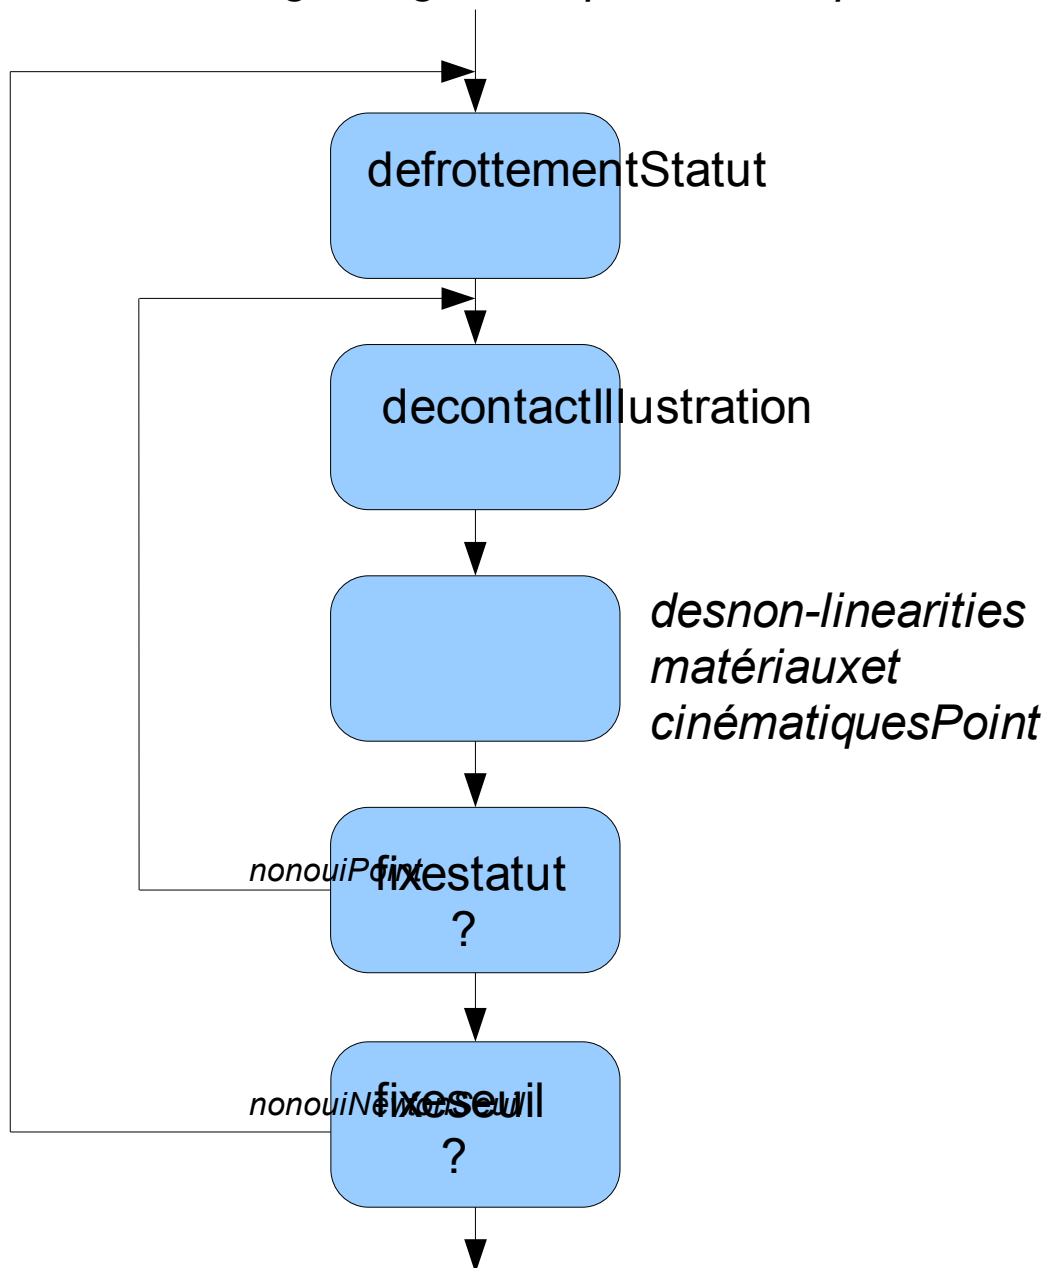 defrottementStatut
decontactIllustration
desnon-linearities
matériauxet
cinématiquesPoint
nonouiPoint
fixestatut
?
nonouiNewtonSeuil
fixeseuil
?